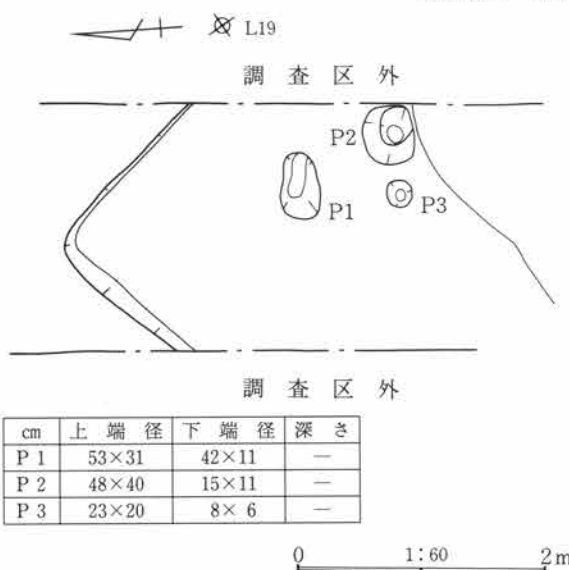 L19
調査区外
P2
P3
P1
調査区外
cm 上端径 下端径 深さ
P 1 53×31 42×11 —
P 2 48×40 15×11 —
P 3 23×20 8× 6 —
0 1:60 2m